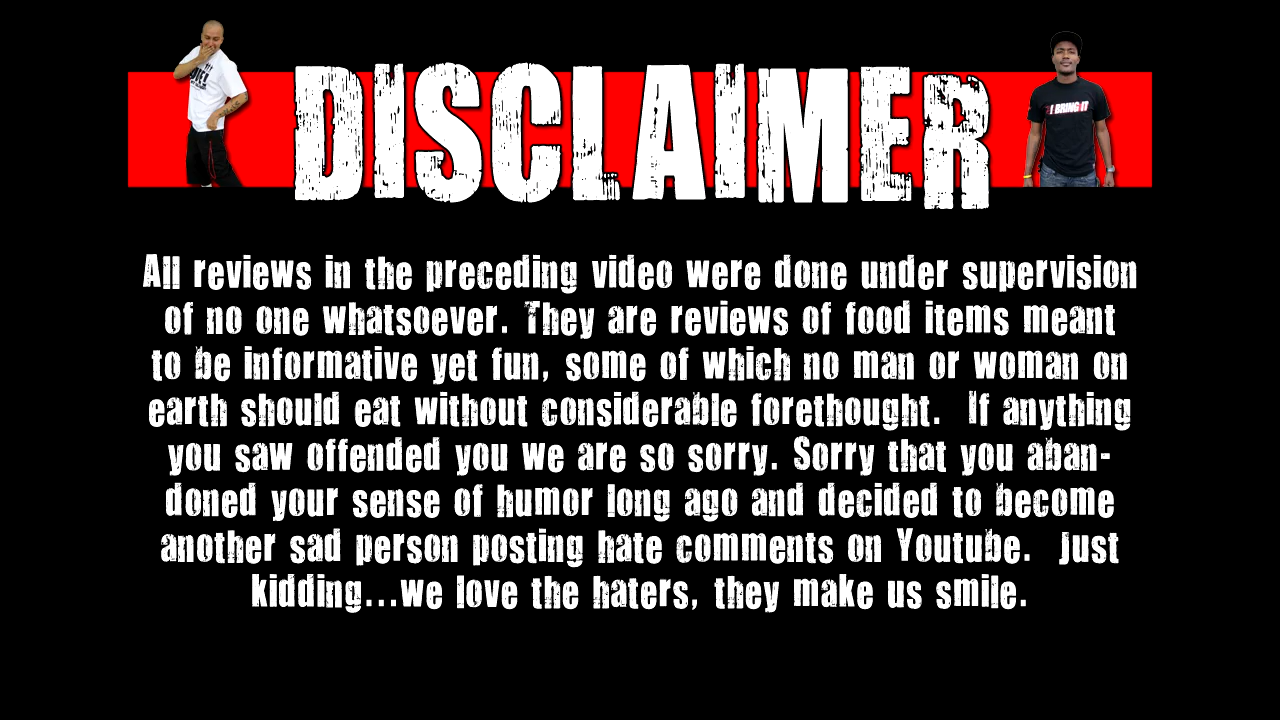 DISCLAIMER
I BRING IT
All reviews in the preceding video were done under supervision
of no one whatsoever. They are reviews of food items meant
to be informative yet fun, some of which no man or woman on
earth should eat without considerable forethought.  If anything
you saw offended you we are so sorry. Sorry that you aban-
doned your sense of humor long ago and decided to become
another sad person posting hate comments on Youtube.  Just
kidding...we love the haters, they make us smile.